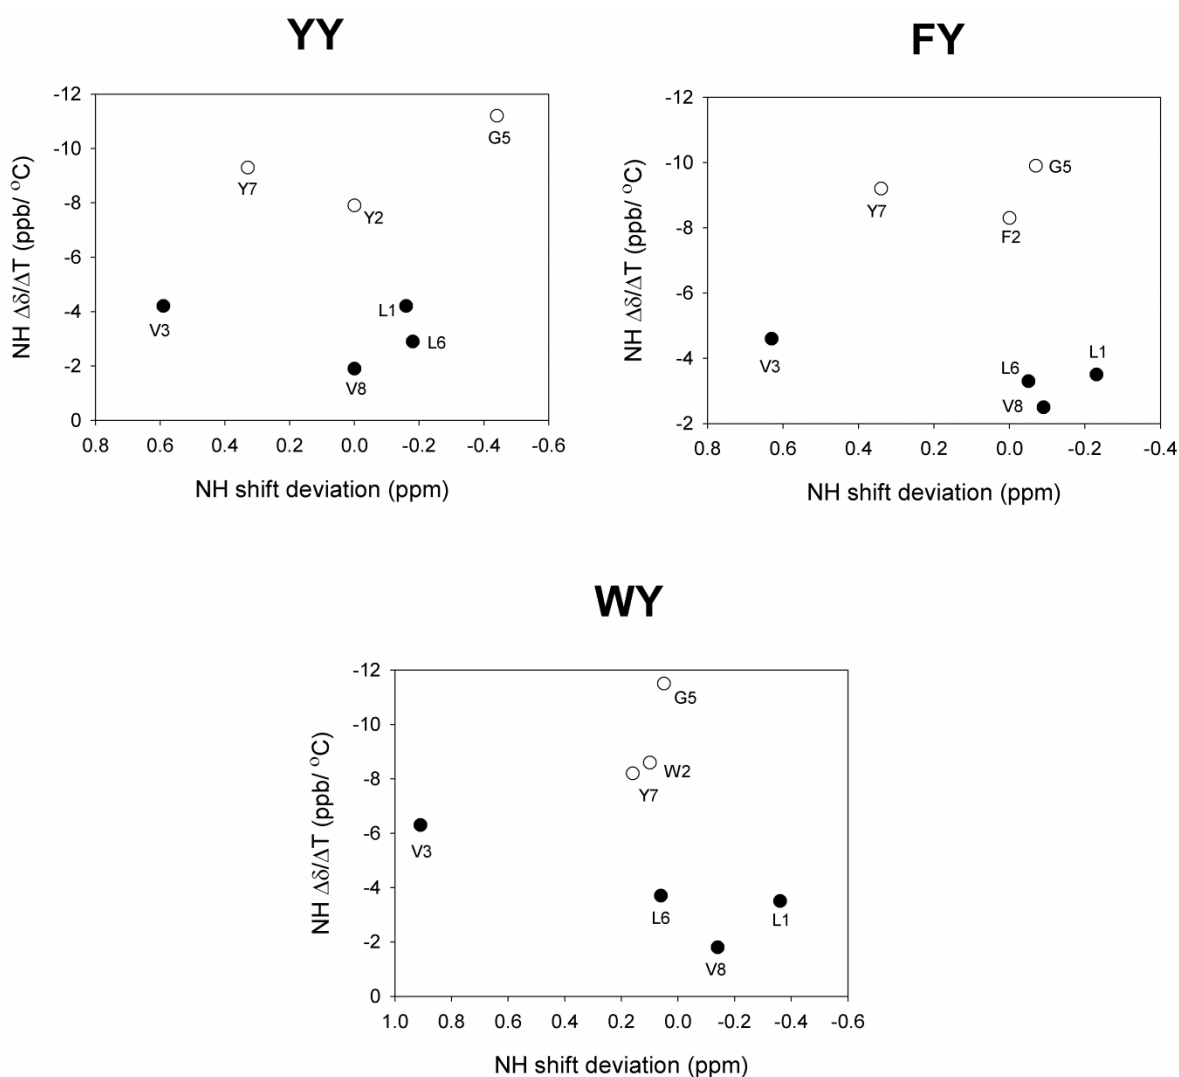 YY
-12
-10
-8
-6
-4
-2
0
NH Δδ/ΔT (ppb/ °C)
G5
Y7
Y2
V3
L1
L6
V8
0.8 0.6 0.4 0.2 0.0 -0.2 -0.4 -0.6
NH shift deviation (ppm)
FY
-12
-10
-8
-6
-4
-2
NH Δδ/ΔT (ppb/ °C)
G5
Y7
F2
V3
L6
L1
V8
0.8 0.6 0.4 0.2 0.0 -0.2 -0.4
NH shift deviation (ppm)
WY
-12
-10
-8
-6
-4
-2
0
NH Δδ/ΔT (ppb/ °C)
G5
W2
Y7
V3
L6
L1
V8
1.0 0.8 0.6 0.4 0.2 0.0 -0.2 -0.4 -0.6
NH shift deviation (ppm)